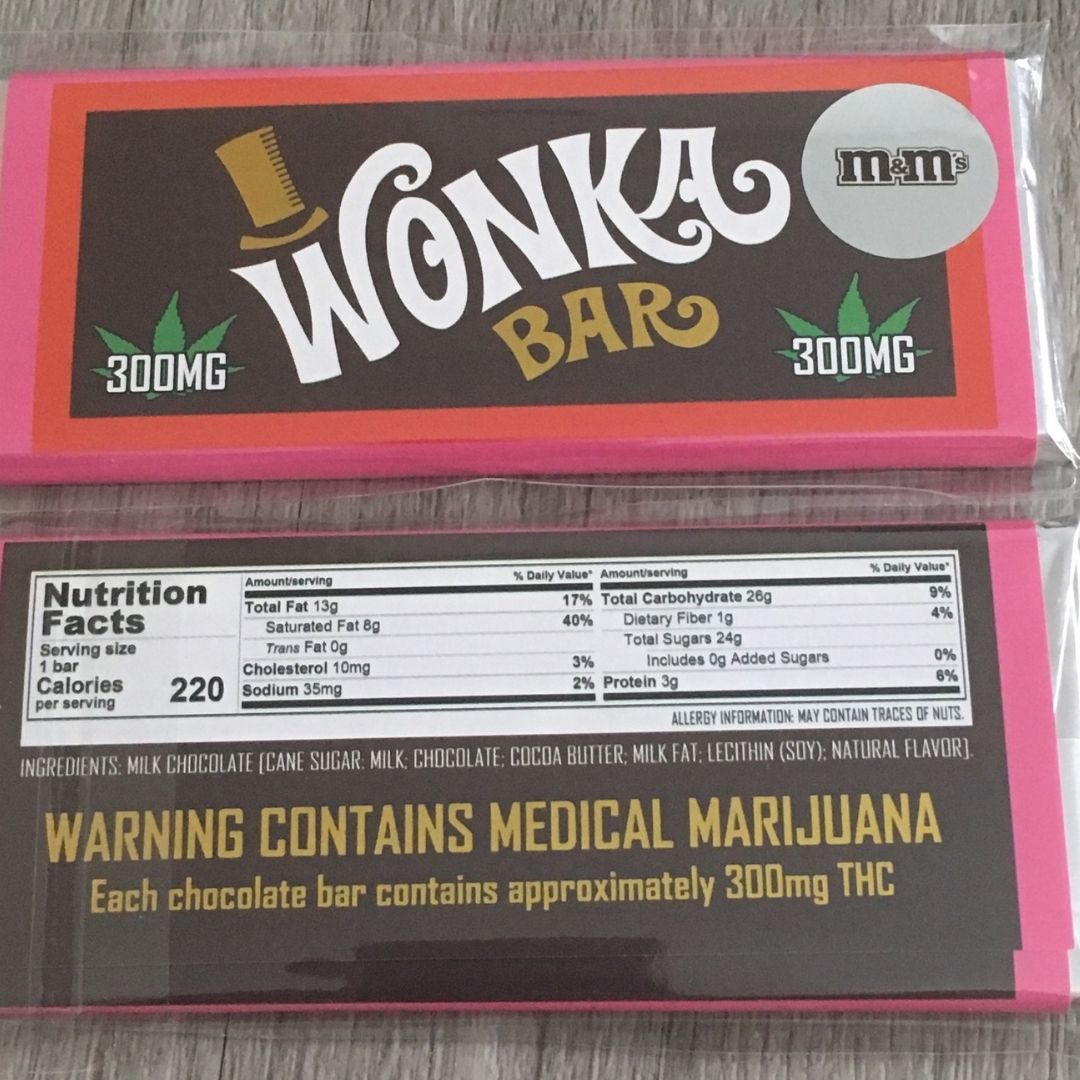 WONKA
BAR
m&m's
300MG
300MG
Nutrition
Facts
Serving size
1 bar
Calories
per serving
220
Amount/serving % Daily Value*
Total Fat 13g 17%
Saturated Fat 8g 40%
Trans Fat 0g
Cholesterol 10mg 3%
Sodium 35mg 2%
Amount/serving % Daily Value*
Total Carbohydrate 26g 9%
Dietary Fiber 1g 4%
Total Sugars 24g
Includes 0g Added Sugars 0%
Protein 3g 6%
ALLERGY INFORMATION: MAY CONTAIN TRACES OF NUTS.
INGREDIENTS: MILK CHOCOLATE [CANE SUGAR: MILK; CHOCOLATE; COCOA BUTTER; MILK FAT; LECITHIN (SOY); NATURAL FLAVOR].
WARNING CONTAINS MEDICAL MARIJUANA
Each chocolate bar contains approximately 300mg THC